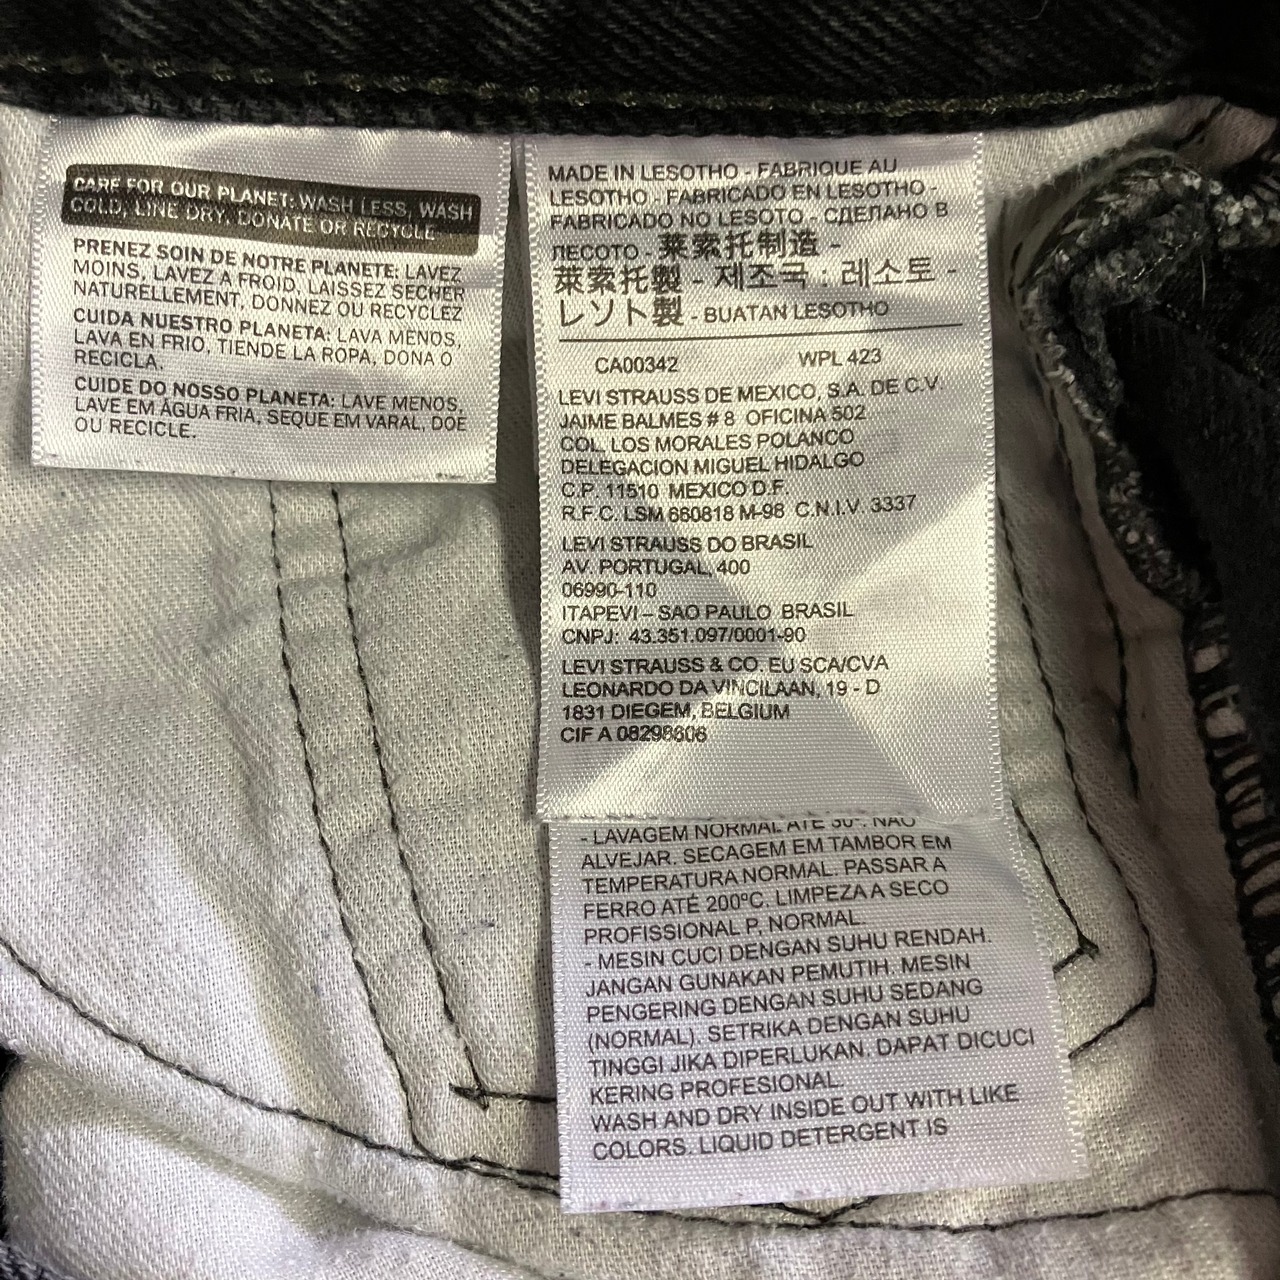 CARE FOR OUR PLANET: WASH LESS, WASH
COLD, LINE DRY, DONATE OR RECYCLE
PRENEZ SOIN DE NOTRE PLANETE: LAVEZ
MOINS, LAVEZ A FROID, LAISSEZ SECHER
NATURELLEMENT, DONNEZ OU RECYCLEZ
CUIDA NUESTRO PLANETA: LAVA MENOS,
LAVA EN FRIO, TIENDE LA ROPA, DONA O
RECICLA.
CUIDE DO NOSSO PLANETA: LAVE MENOS,
LAVE EM ÁGUA FRIA, SEQUE EM VARAL, DOE
OU RECICLE.
MADE IN LESOTHO - FABRIQUE AU
LESOTHO - FABRICADO EN LESOTHO -
FABRICADO NO LESOTO - СДЕЛАНО В
ЛЕСОТО - 莱索托制造 -
萊索托製 - 제조국 : 레소토 -
レソト製 - BUATAN LESOTHO
CA00342 WPL 423
LEVI STRAUSS DE MEXICO, S.A. DE C.V.
JAIME BALMES # 8 OFICINA 502
COL. LOS MORALES POLANCO
DELEGACION MIGUEL HIDALGO
C.P. 11510 MEXICO D.F.
R.F.C. LSM 660818 M-98 C.N.I.V. 3337
LEVI STRAUSS DO BRASIL
AV. PORTUGAL, 400
06990-110
ITAPEVI – SAO PAULO BRASIL
CNPJ: 43.351.097/0001-90
LEVI STRAUSS & CO. EU SCA/CVA
LEONARDO DA VINCILAAN, 19 - D
1831 DIEGEM, BELGIUM
CIF A 08298806
- LAVAGEM NORMAL ATÉ 30º. NÃO
ALVEJAR. SECAGEM EM TAMBOR EM
TEMPERATURA NORMAL. PASSAR A
FERRO ATÉ 200ºC. LIMPEZA A SECO
PROFISSIONAL P, NORMAL.
- MESIN CUCI DENGAN SUHU RENDAH.
JANGAN GUNAKAN PEMUTIH. MESIN
PENGERING DENGAN SUHU SEDANG
(NORMAL). SETRIKA DENGAN SUHU
TINGGI JIKA DIPERLUKAN. DAPAT DICUCI
KERING PROFESIONAL.
WASH AND DRY INSIDE OUT WITH LIKE
COLORS. LIQUID DETERGENT IS